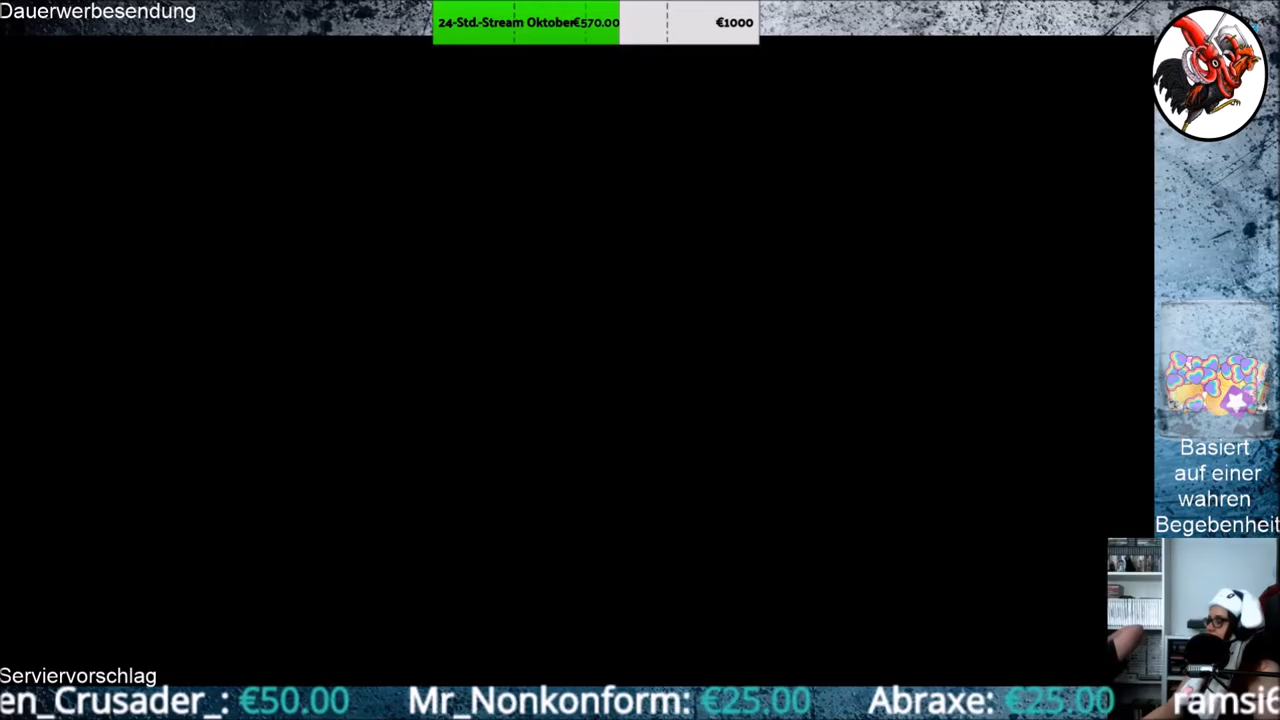 Dauerwerbesendung
24-Std.-Stream Oktober €570.00 €1000
Basiert
auf einer
wahren
Begebenheit
Serviervorschlag
en_Crusader_: €50.00 Mr_Nonkonform: €25.00 Abraxe: €25.00 ramsi6